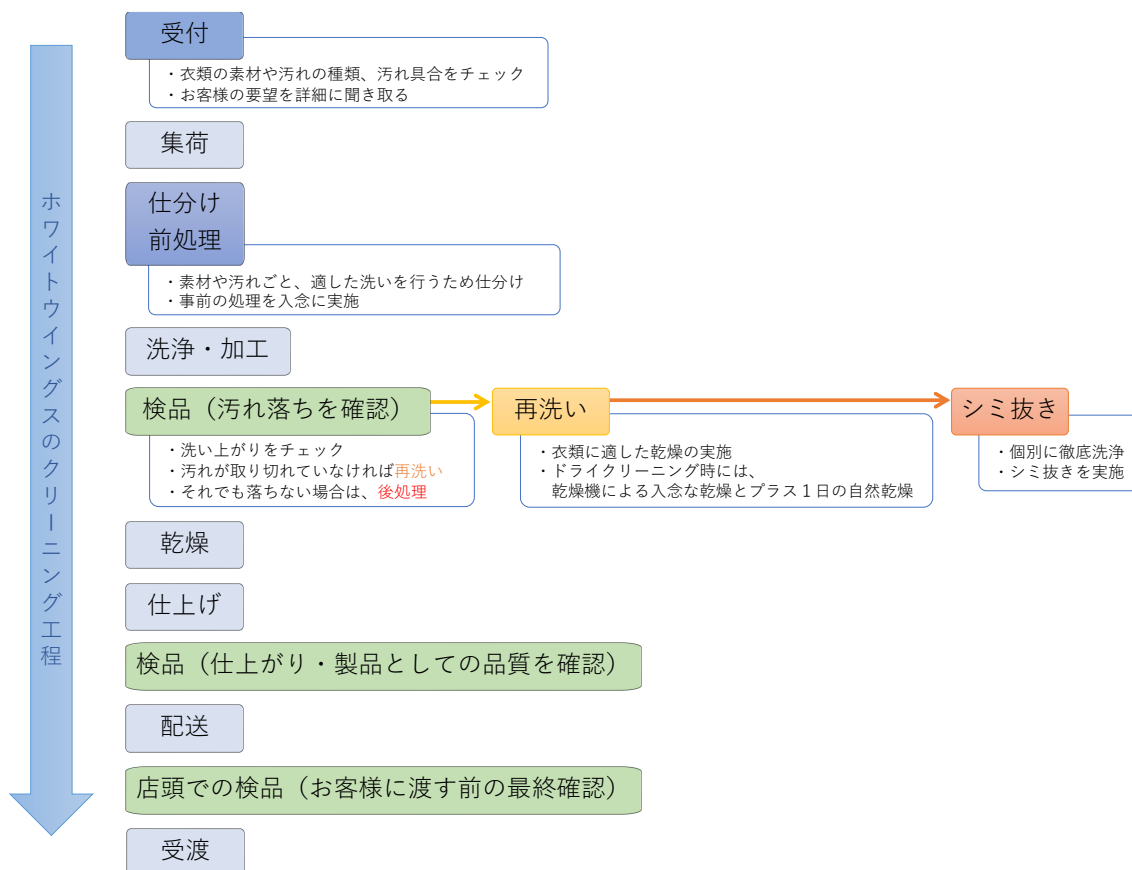 ホワイトウイングスのクリーニング工程
受付
・衣類の素材や汚れの種類、汚れ具合をチェック
・お客様の要望を詳細に聞き取る
集荷
仕分け
前処理
・素材や汚れごと、適した洗いを行うため仕分け
・事前の処理を入念に実施
洗浄・加工
検品（汚れ落ちを確認）
・洗い上がりをチェック
・汚れが取り切れていなければ再洗い
・それでも落ちない場合は、後処理
再洗い
・衣類に適した乾燥の実施
・ドライクリーニング時には、
乾燥機による入念な乾燥とプラス１日の自然乾燥
シミ抜き
・個別に徹底洗浄
・シミ抜きを実施
乾燥
仕上げ
検品（仕上がり・製品としての品質を確認）
配送
店頭での検品（お客様に渡す前の最終確認）
受渡